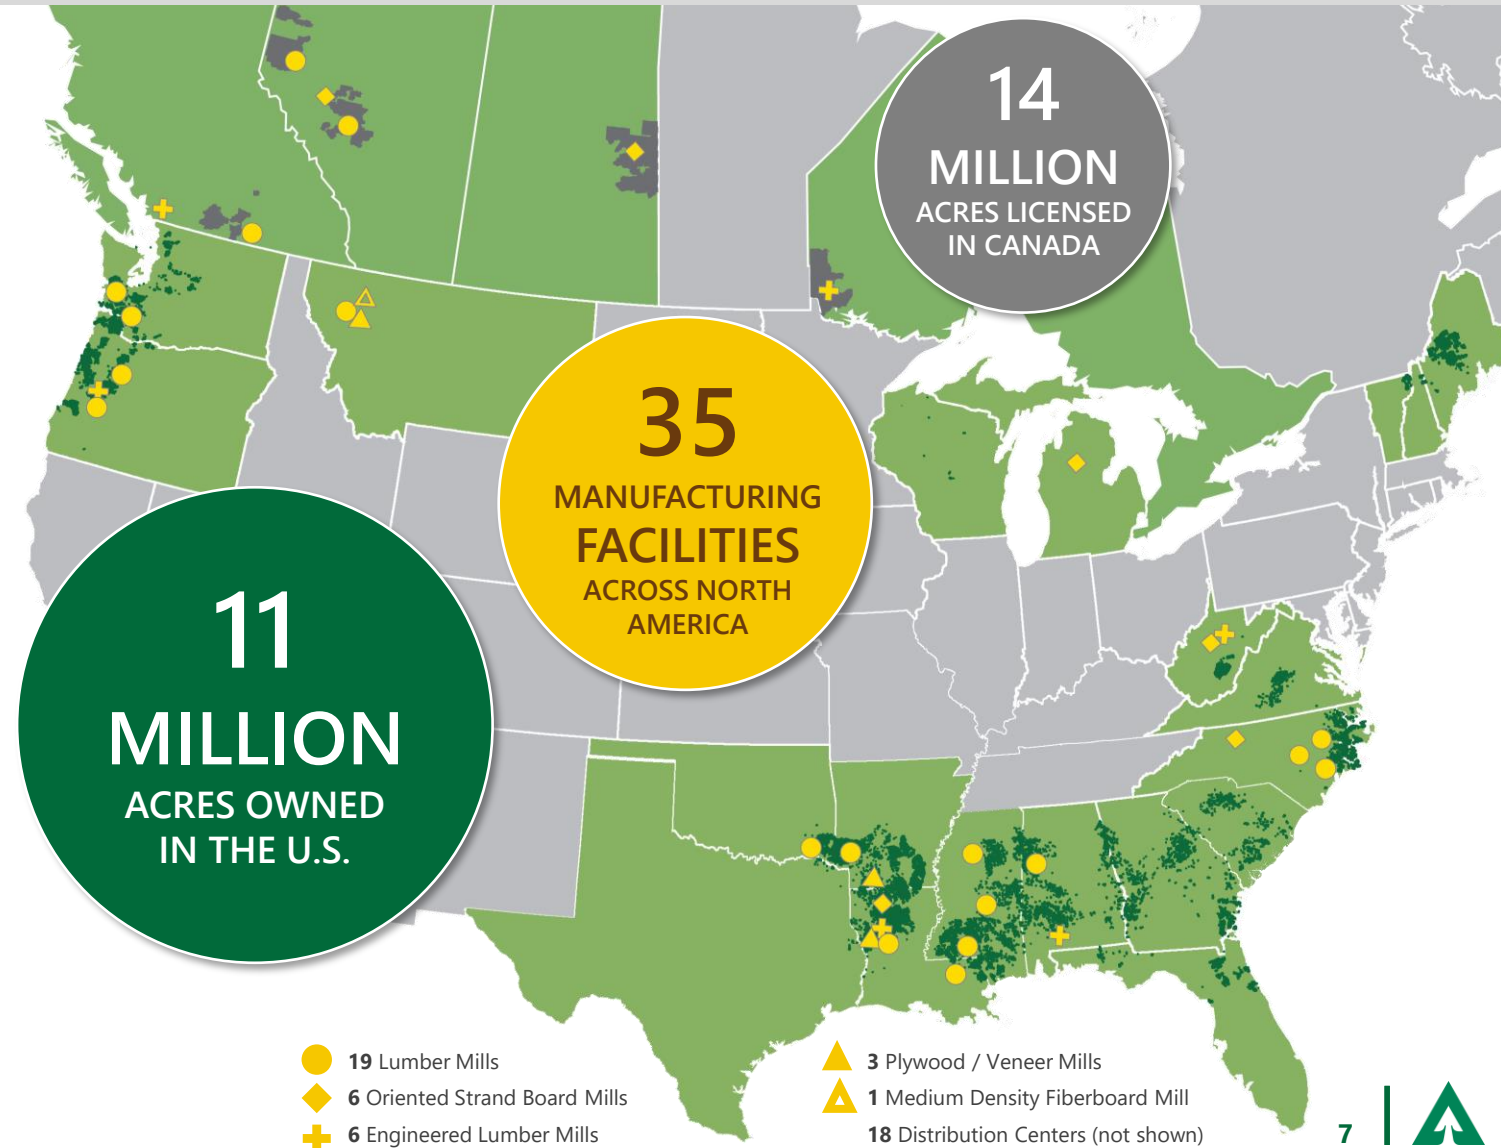 14
MILLION
ACRES LICENSED
IN CANADA
35
MANUFACTURING
FACILITIES
ACROSS NORTH
AMERICA
11
MILLION
ACRES OWNED
IN THE U.S.
19 Lumber Mills
6 Oriented Strand Board Mills
6 Engineered Lumber Mills
3 Plywood / Veneer Mills
1 Medium Density Fiberboard Mill
18 Distribution Centers (not shown)
7